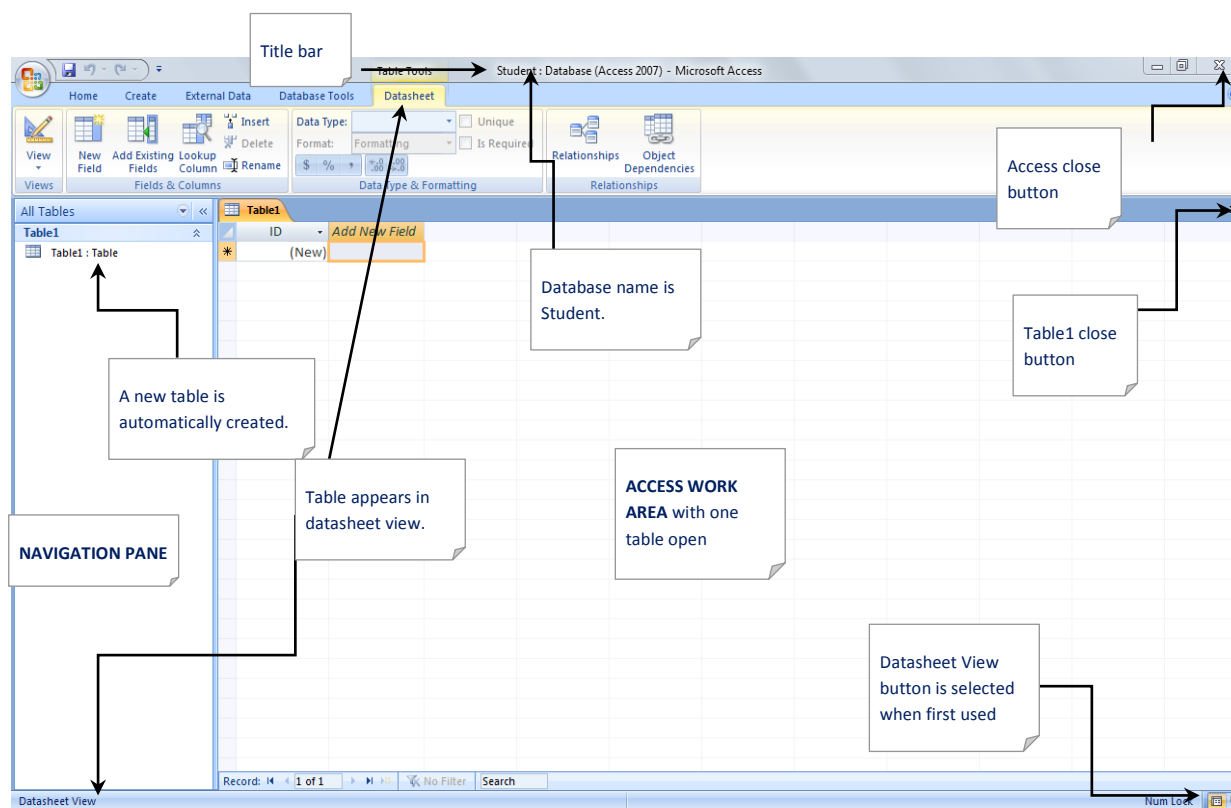 Title bar
Table Tools
Student : Database (Access 2007) - Microsoft Access
Home Create External Data Database Tools Datasheet
View
Views
New Field
Add Existing Fields
Lookup Column
Insert
Delete
Rename
Fields & Columns
Data Type:
Format: Formatting
$ % ,
Unique
Is Required
Data Type & Formatting
Relationships
Object Dependencies
Relationships
Access close
button
All Tables
Table1
Table1 : Table
Table1
ID Add New Field
(New)
Database name is
Student.
Table1 close
button
A new table is
automatically created.
Table appears in
datasheet view.
ACCESS WORK
AREA with one
table open
NAVIGATION PANE
Datasheet View
button is selected
when first used
Record: 1 of 1 No Filter Search
Datasheet View Num Lock